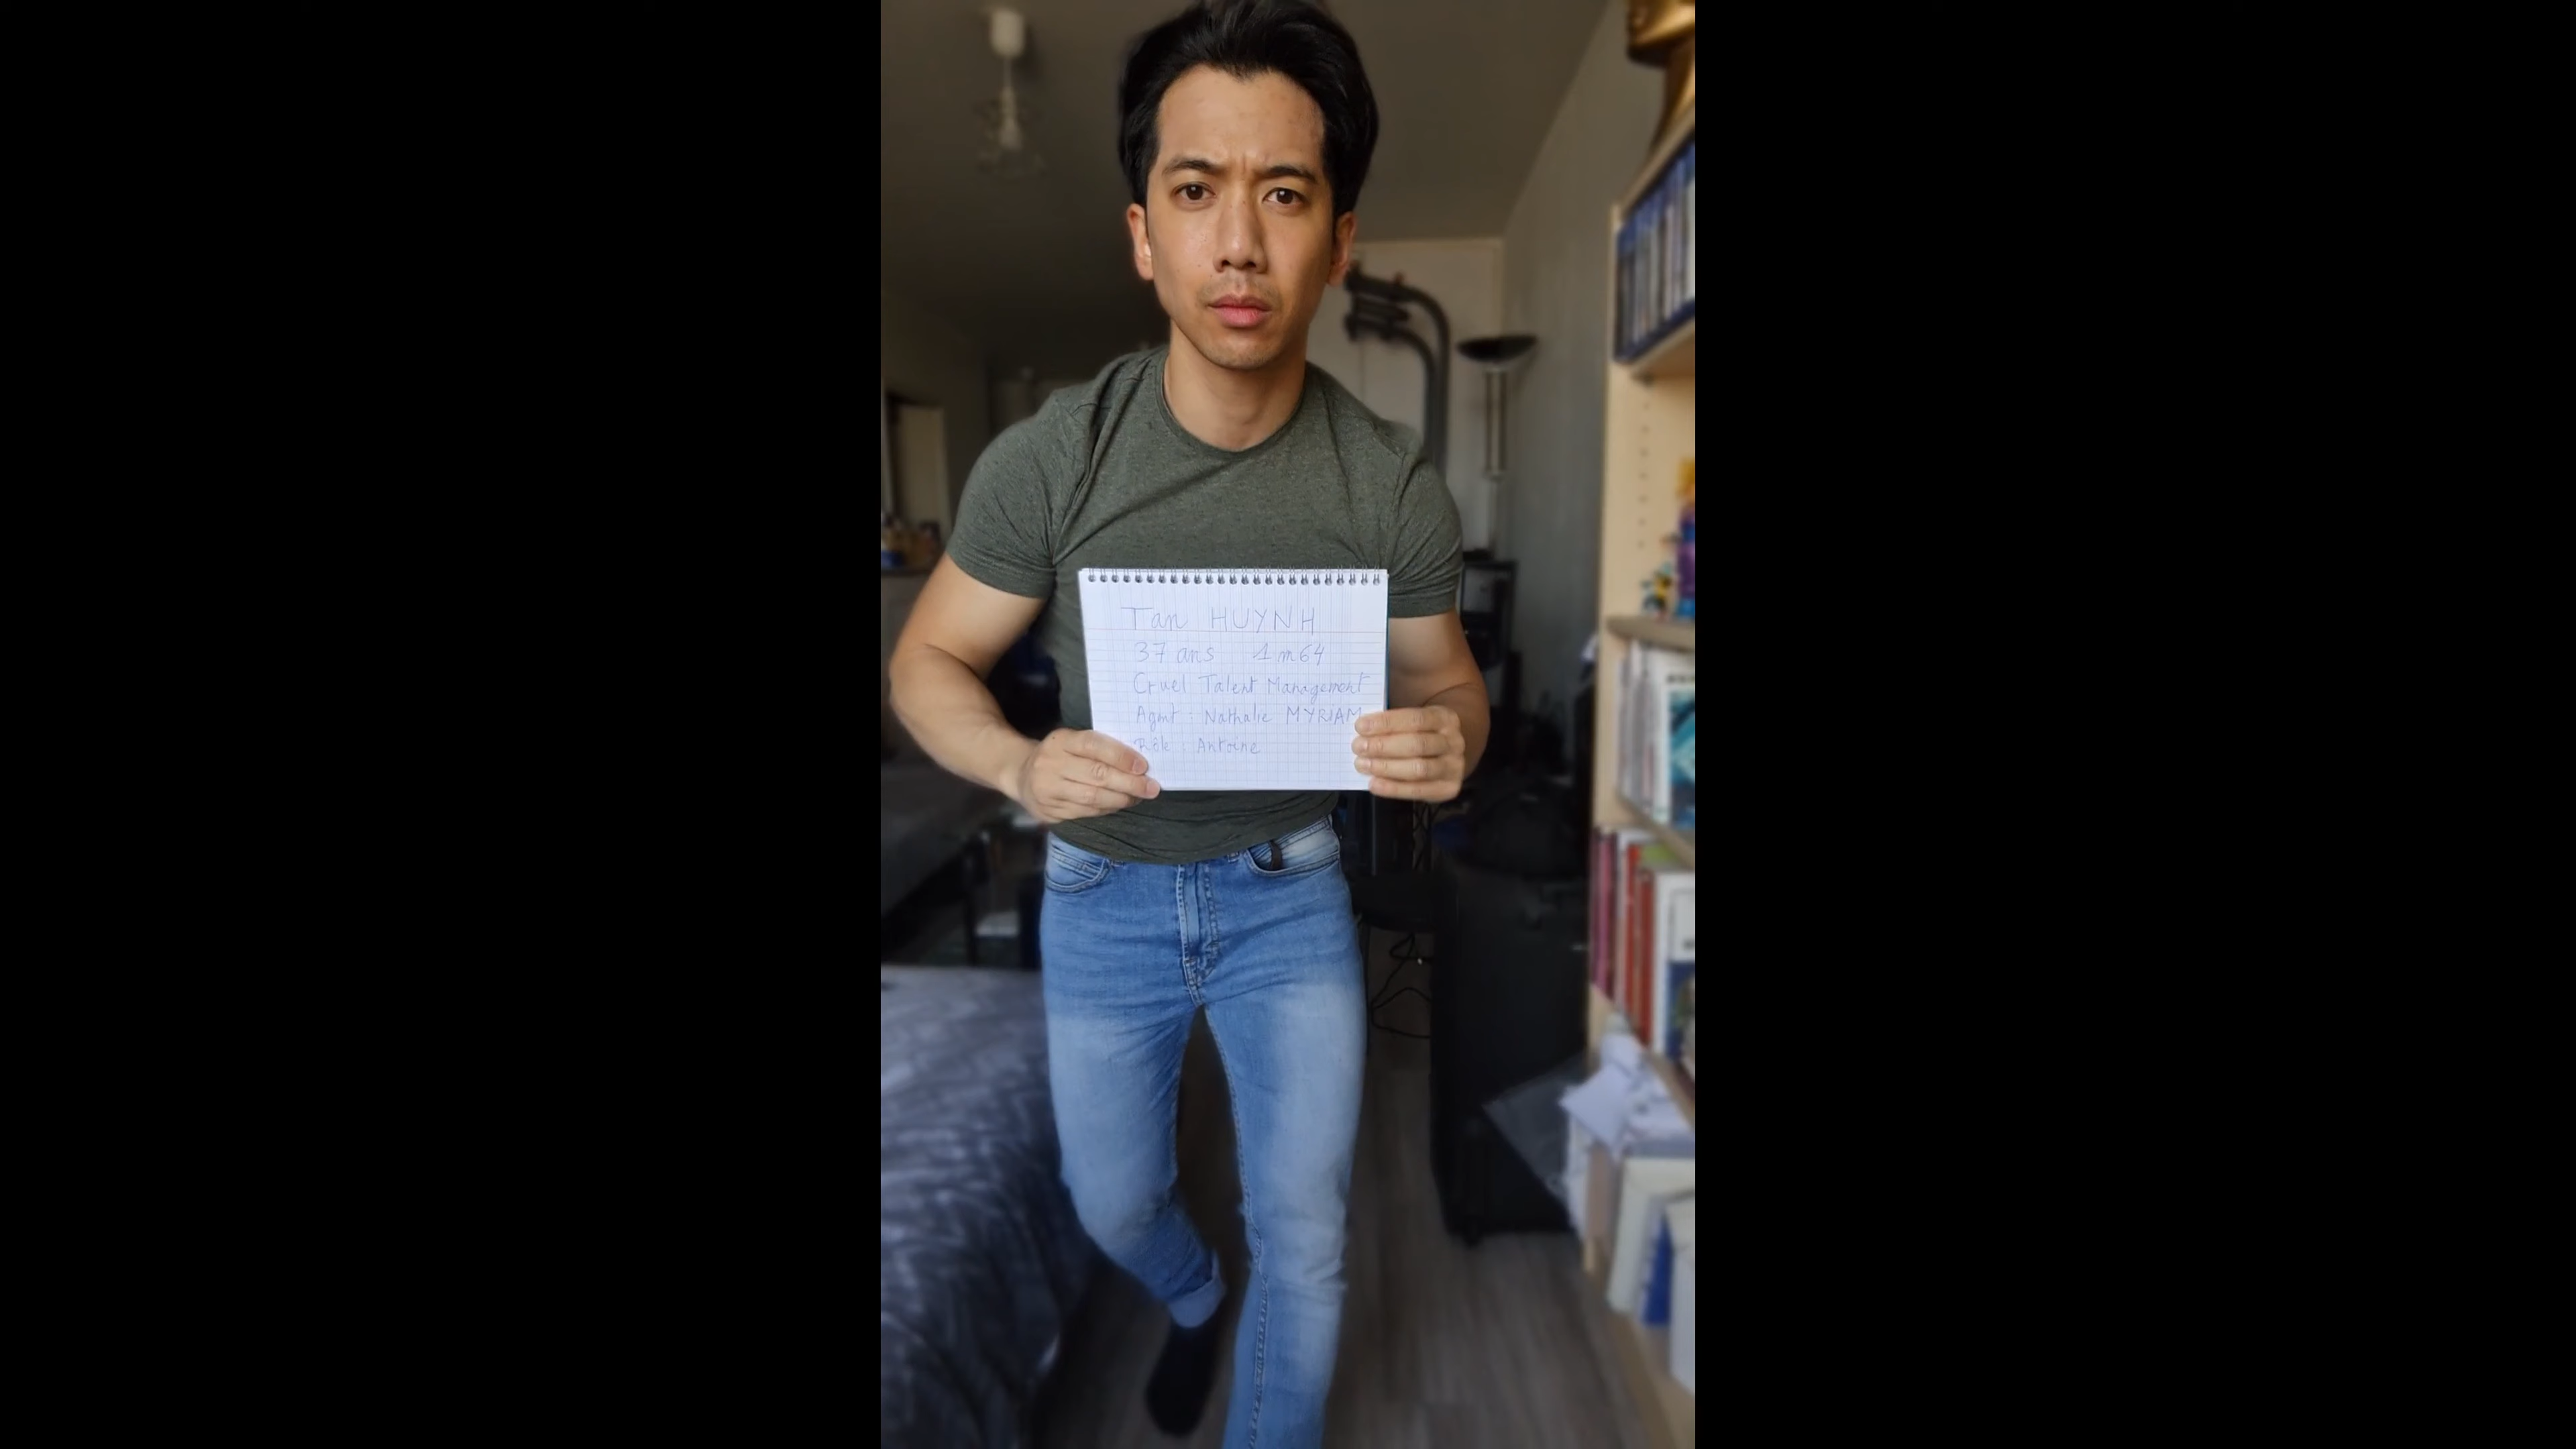 Tan HUYNH
37 ans 1m64
Cruel Talent Management
Agent : Nathalie MYRIAM
Rôle : Antoine